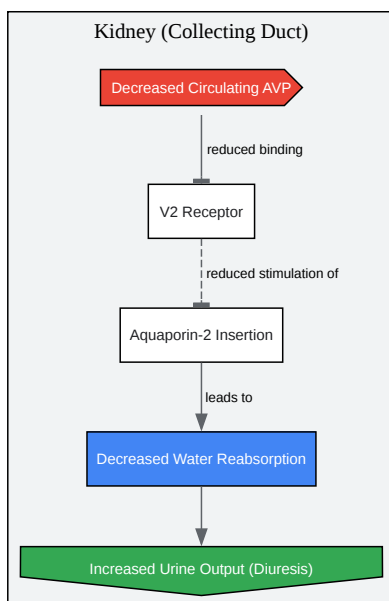 Kidney (Collecting Duct)
Decreased Circulating AVP
reduced binding
V2 Receptor
reduced stimulation of
Aquaporin-2 Insertion
leads to
Decreased Water Reabsorption
Increased Urine Output (Diuresis)